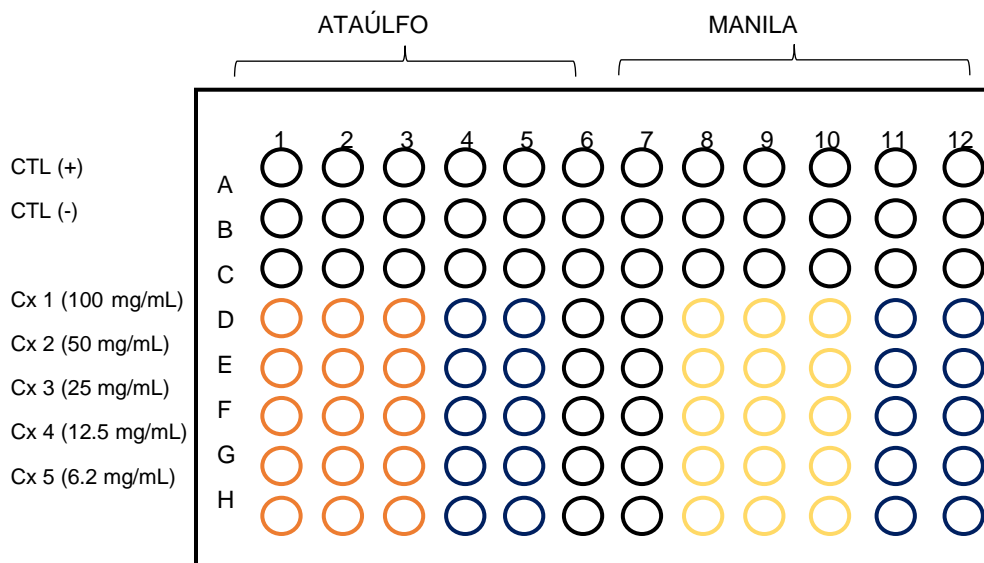 ATAÚLFO MANILA
1 2 3 4 5 6 7 8 9 10 11 12
CTL (+)
A
CTL (-)
B
C
Cx 1 (100 mg/mL)
D
Cx 2 (50 mg/mL)
E
Cx 3 (25 mg/mL)
F
Cx 4 (12.5 mg/mL)
G
Cx 5 (6.2 mg/mL)
H